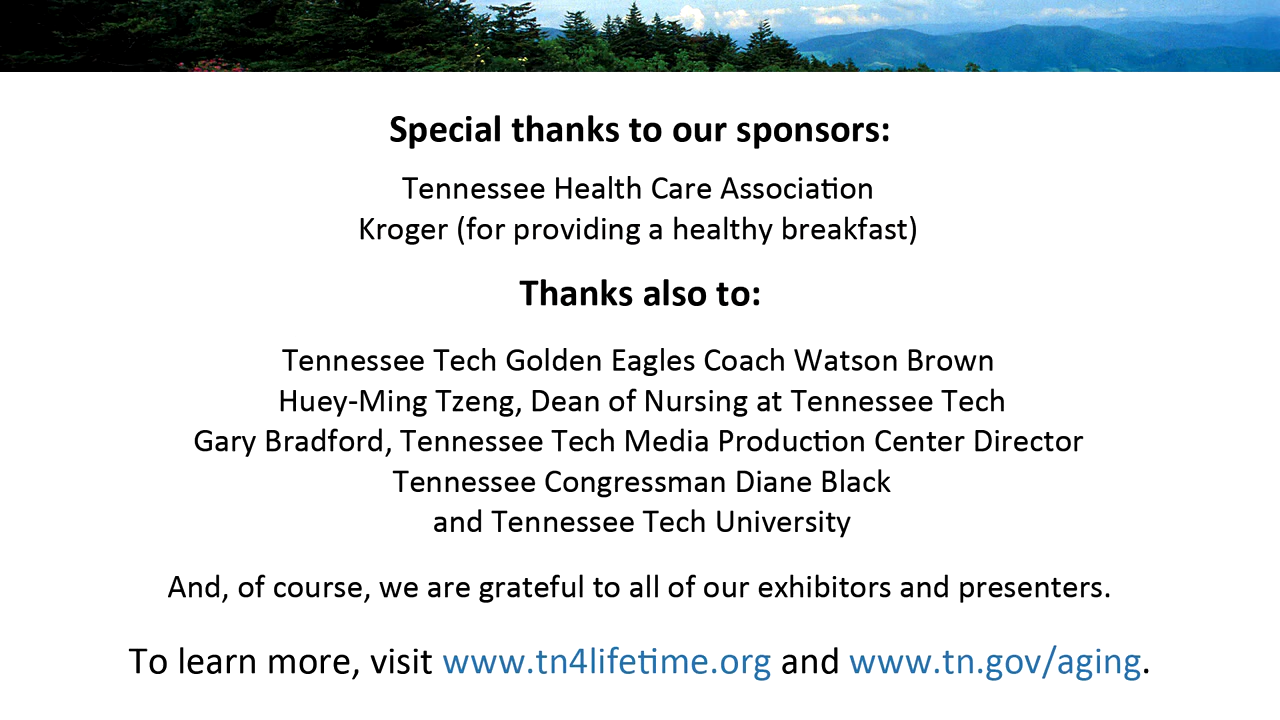 Special thanks to our sponsors:
Tennessee Health Care Association
Kroger (for providing a healthy breakfast)
Thanks also to:
Tennessee Tech Golden Eagles Coach Watson Brown
Huey-Ming Tzeng, Dean of Nursing at Tennessee Tech
Gary Bradford, Tennessee Tech Media Production Center Director
Tennessee Congressman Diane Black
and Tennessee Tech University
And, of course, we are grateful to all of our exhibitors and presenters.
To learn more, visit www.tn4lifetime.org and www.tn.gov/aging.